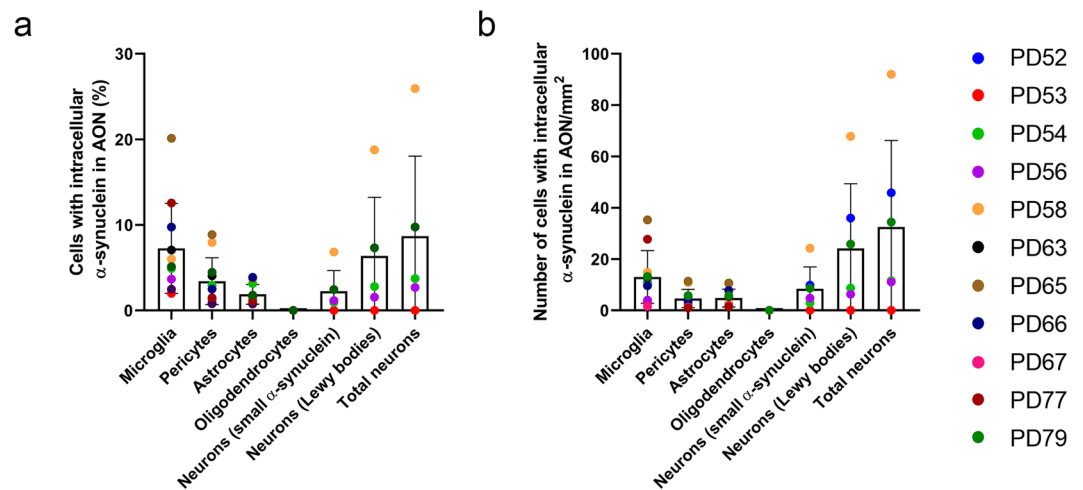 a
Cells with intracellular
α-synuclein in AON (%)
30
20
10
0
Microglia
Pericytes
Astrocytes
Oligodendrocytes
Neurons (small α-synuclein)
Neurons (Lewy bodies)
Total neurons
b
Number of cells with intracellular
α-synuclein in AON/mm²
100
80
60
40
20
0
Microglia
Pericytes
Astrocytes
Oligodendrocytes
Neurons (small α-synuclein)
Neurons (Lewy bodies)
Total neurons
PD52
PD53
PD54
PD56
PD58
PD63
PD65
PD66
PD67
PD77
PD79